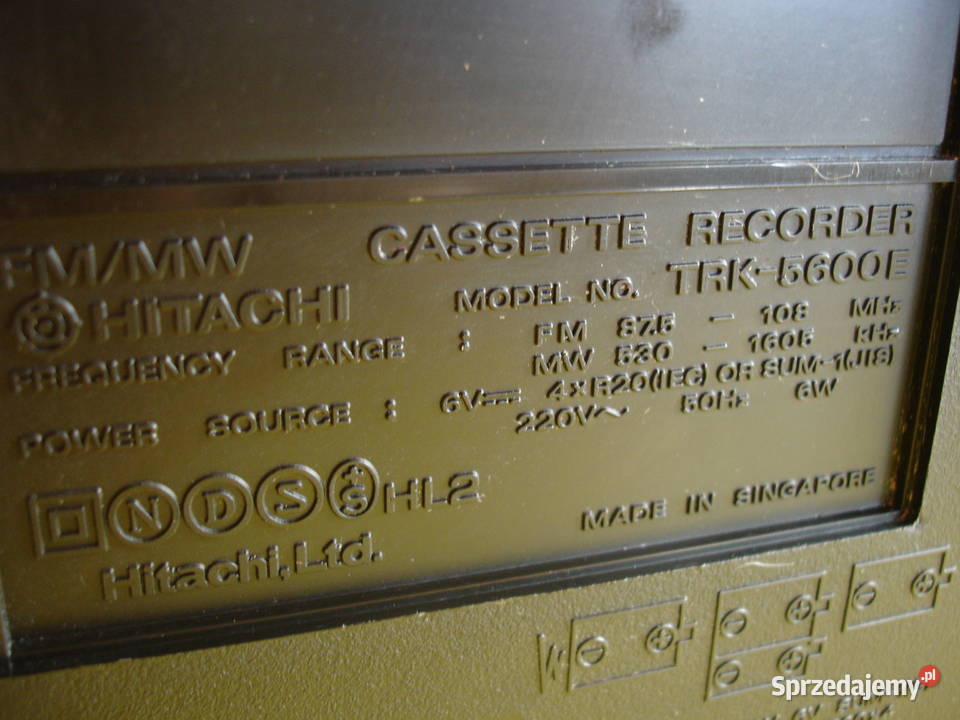 FM/MW CASSETTE RECORDER
HITACHI MODEL NO. TRK-5600E
FREQUENCY RANGE : FM 87.5 - 108 MHz
MW 530 - 1605 kHz
POWER SOURCE : 6V⎓ 4×R20(IEC) OR SUM-1(JIS)
220V~ 50Hz 6W
N D S +S HL2
MADE IN SINGAPORE
Hitachi, Ltd.
Sprzedajemy.pl
6V